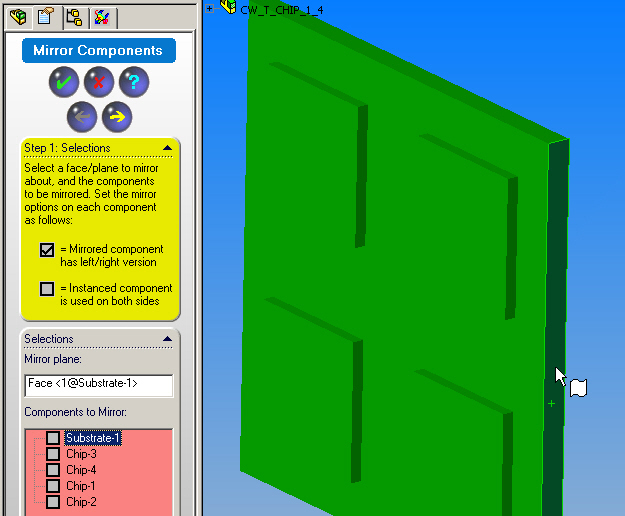 CW_T_CHIP_1_4
Mirror Components
?
Step 1: Selections
Select a face/plane to mirror
about, and the components
to be mirrored. Set the mirror
options on each component
as follows:
= Mirrored component
has left/right version
= Instanced component
is used on both sides
Selections
Mirror plane:
Face <1@Substrate-1>
Components to Mirror:
Substrate-1
Chip-3
Chip-4
Chip-1
Chip-2